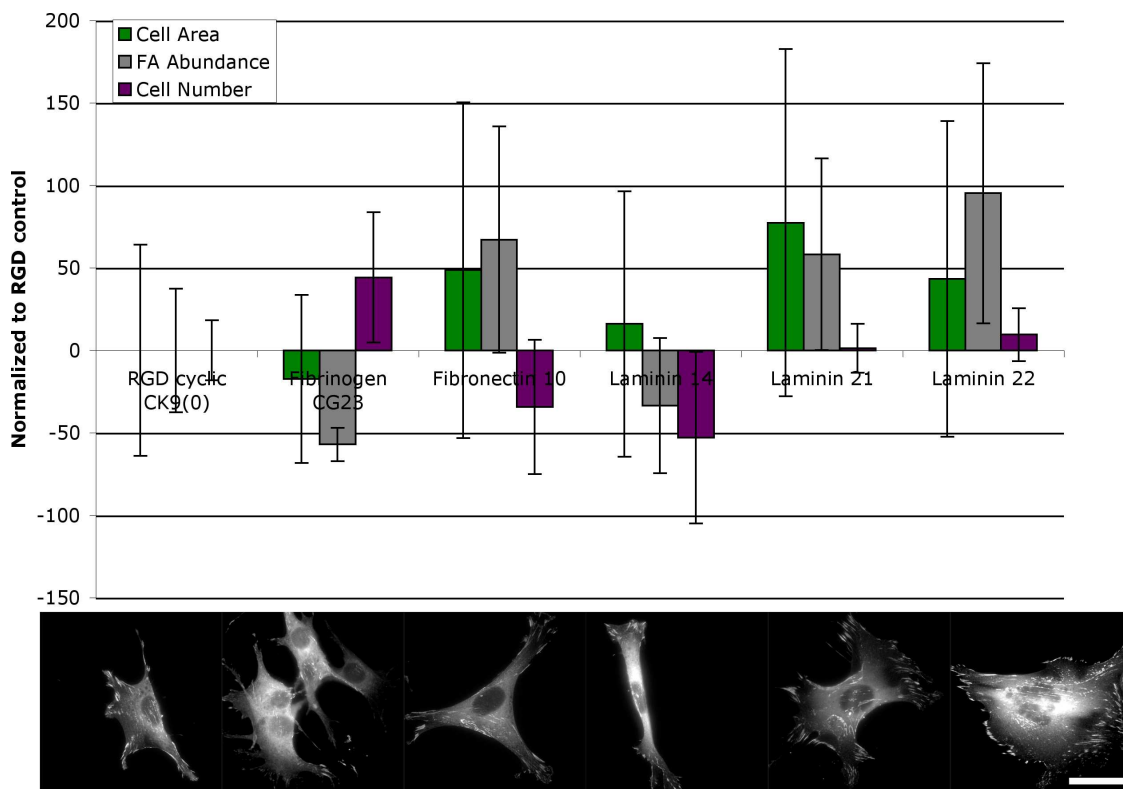 200
150
100
50
0
-50
-100
-150
Normalized to RGD control
Cell Area
FA Abundance
Cell Number
RGD cyclic
CK9(0)
Fibrinogen
CG23
Fibronectin 10
Laminin 14
Laminin 21
Laminin 22